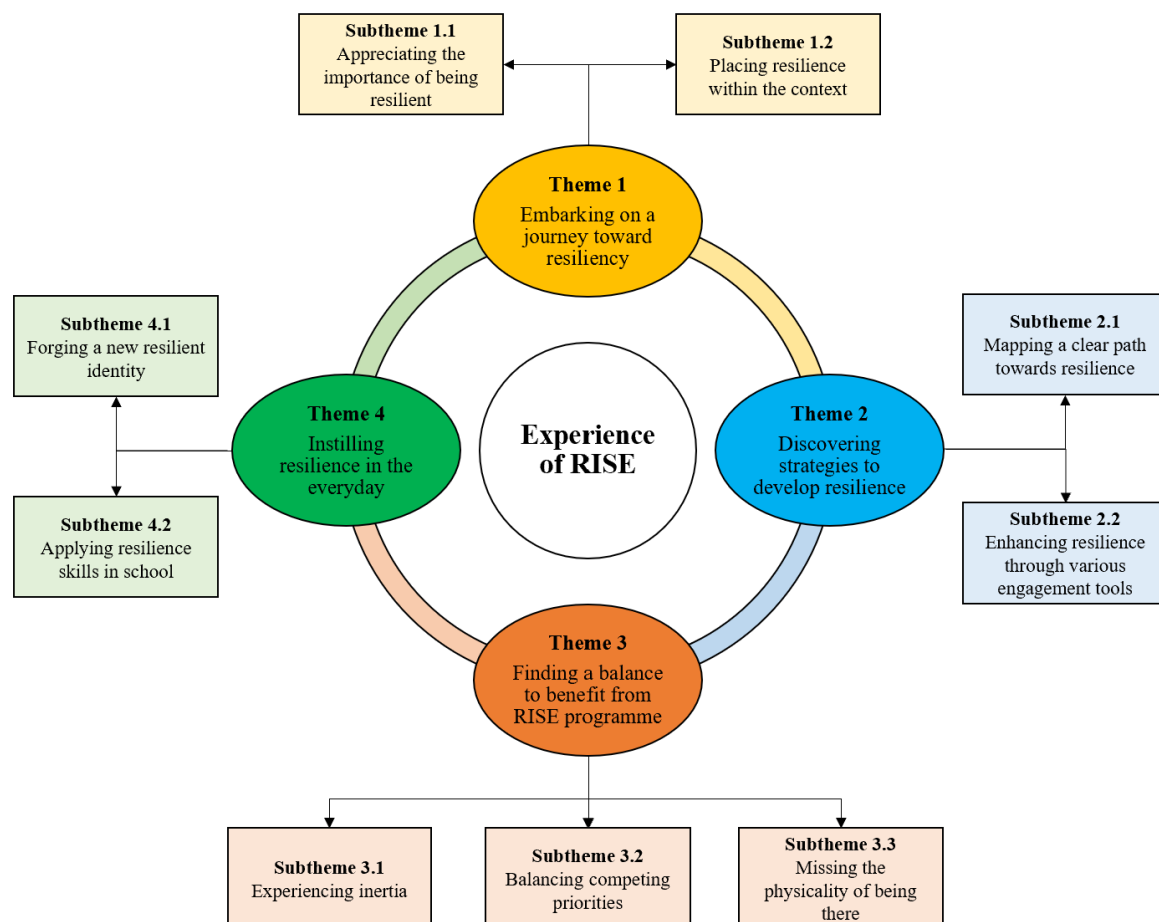 Subtheme 1.1
Appreciating the
importance of being
resilient
Subtheme 1.2
Placing resilience
within the context
Theme 1
Embarking on a
journey toward
resiliency
Subtheme 4.1
Forging a new resilient
identity
Subtheme 2.1
Mapping a clear path
towards resilience
Theme 4
Instilling
resilience in the
everyday
Experience
of RISE
Theme 2
Discovering
strategies to
develop resilience
Subtheme 4.2
Applying resilience
skills in school
Subtheme 2.2
Enhancing resilience
through various
engagement tools
Theme 3
Finding a balance
to benefit from
RISE programme
Subtheme 3.1
Experiencing inertia
Subtheme 3.2
Balancing competing
priorities
Subtheme 3.3
Missing the
physicality of being
there